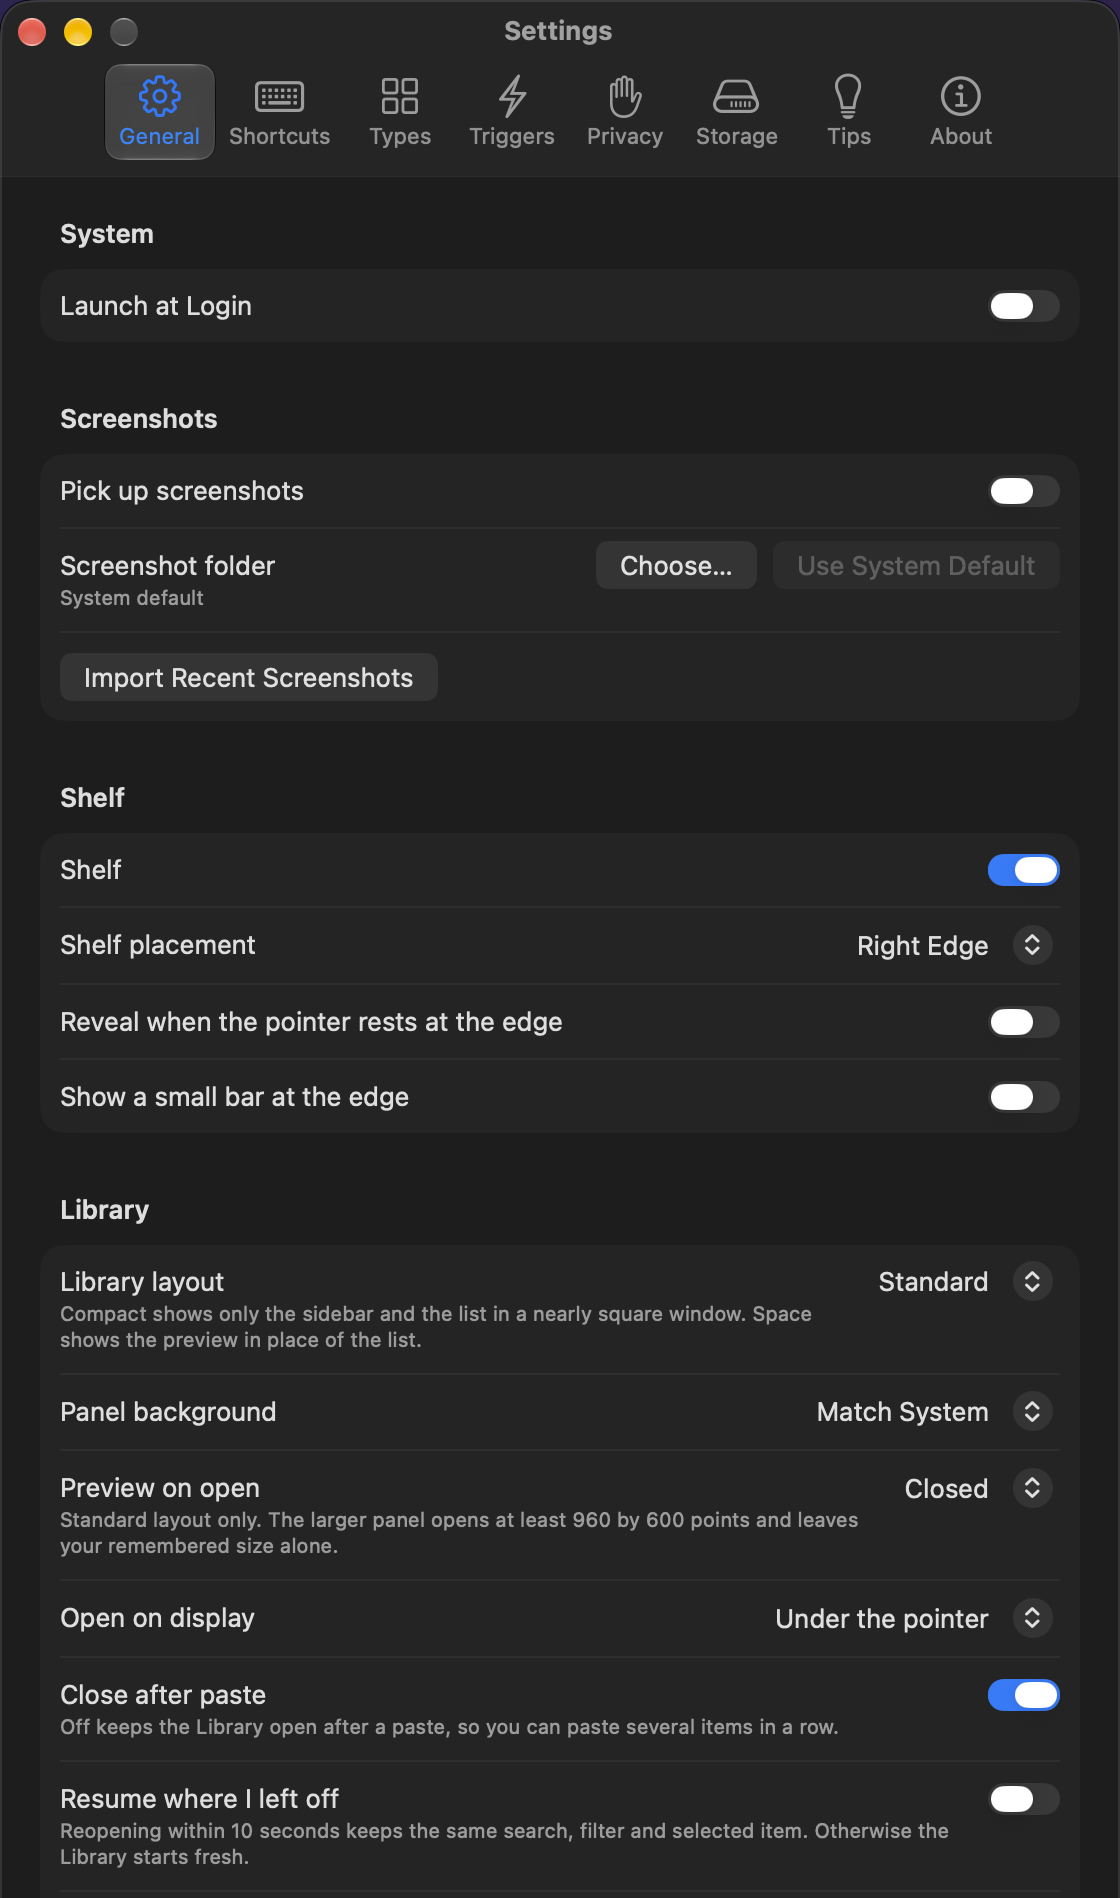 Settings
General
Shortcuts
Types
Triggers
Privacy
Storage
Tips
About
System
Launch at Login
Screenshots
Pick up screenshots
Screenshot folder
Choose...
Use System Default
System default
Import Recent Screenshots
Shelf
Shelf
Shelf placement
Right Edge
Reveal when the pointer rests at the edge
Show a small bar at the edge
Library
Library layout
Standard
Compact shows only the sidebar and the list in a nearly square window. Space
shows the preview in place of the list.
Panel background
Match System
Preview on open
Closed
Standard layout only. The larger panel opens at least 960 by 600 points and leaves
your remembered size alone.
Open on display
Under the pointer
Close after paste
Off keeps the Library open after a paste, so you can paste several items in a row.
Resume where I left off
Reopening within 10 seconds keeps the same search, filter and selected item. Otherwise the
Library starts fresh.